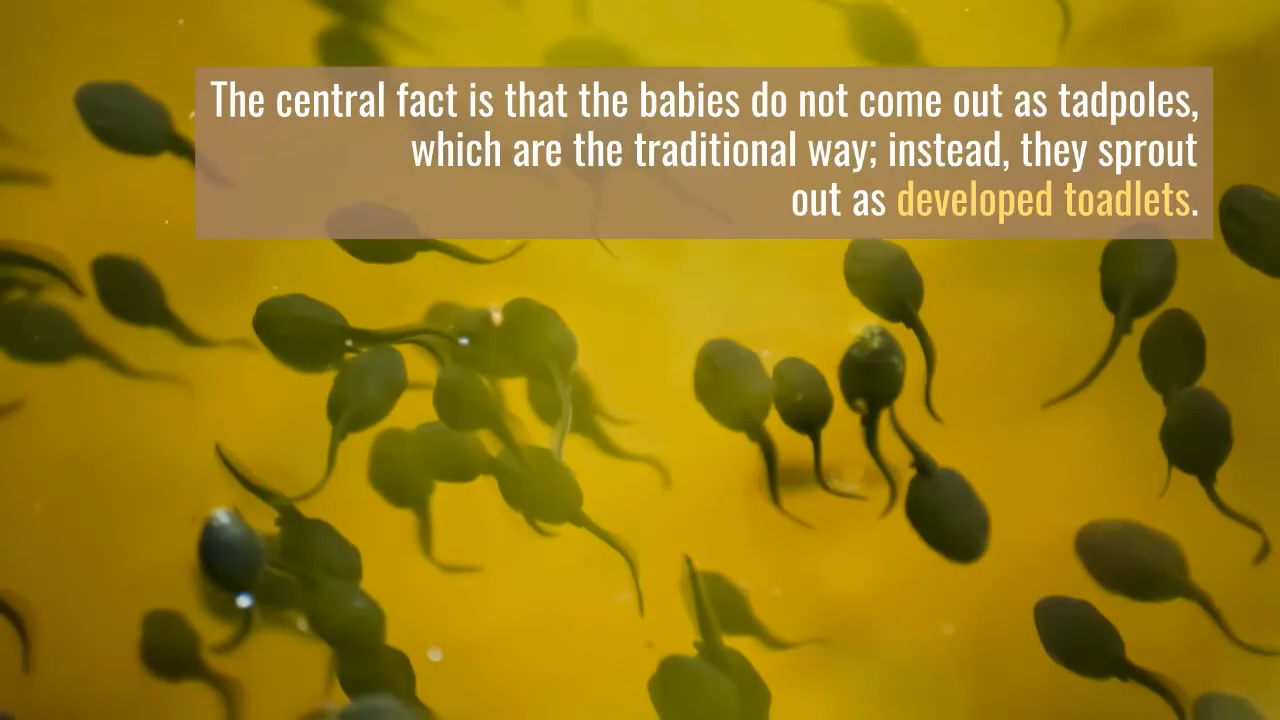 The central fact is that the babies do not come out as tadpoles,
which are the traditional way; instead, they sprout
out as developed toadlets.